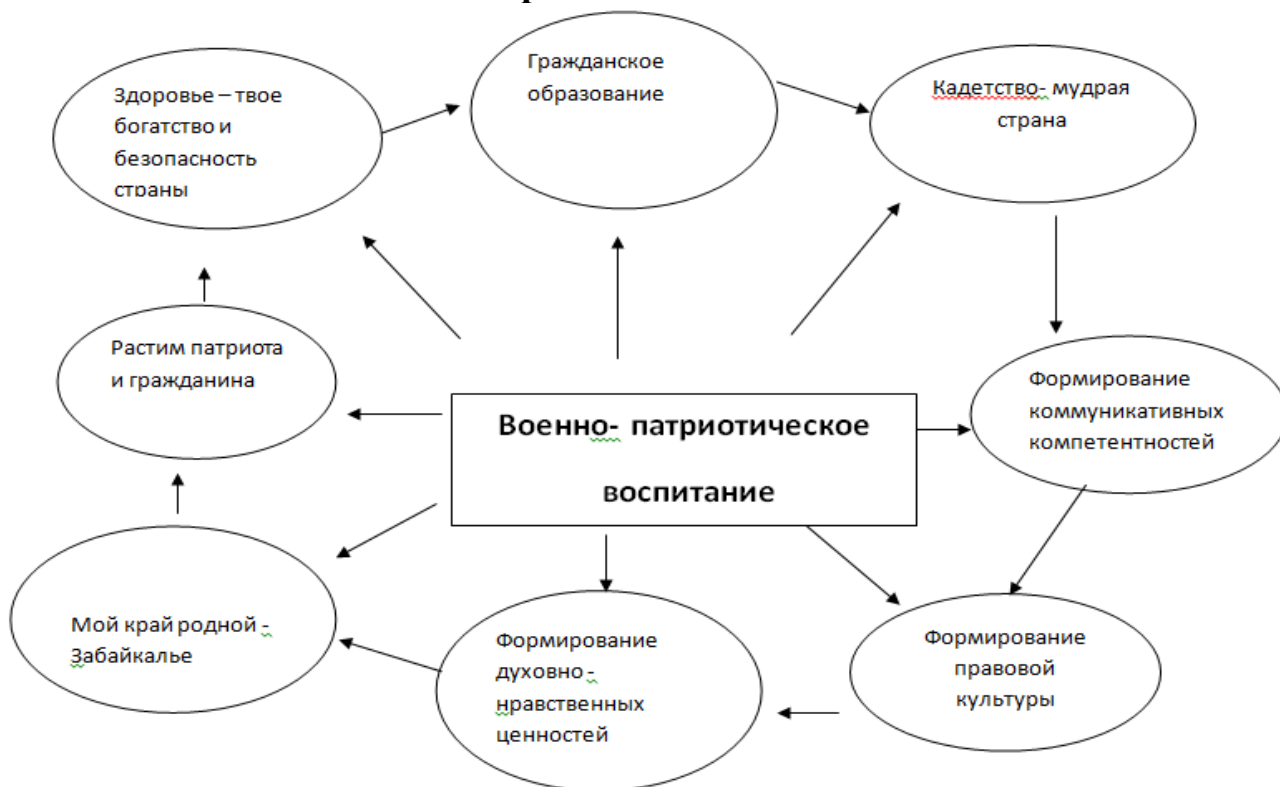 Здоровье – твое
богатство и
безопасность
страны
Гражданское
образование
Кадетство- мудрая
страна
Растим патриота
и гражданина
Военно- патриотическое
воспитание
Формирование
коммуникативных
компетентностей
Мой край родной -
Забайкалье
Формирование
духовно -
нравственных
ценностей
Формирование
правовой
культуры